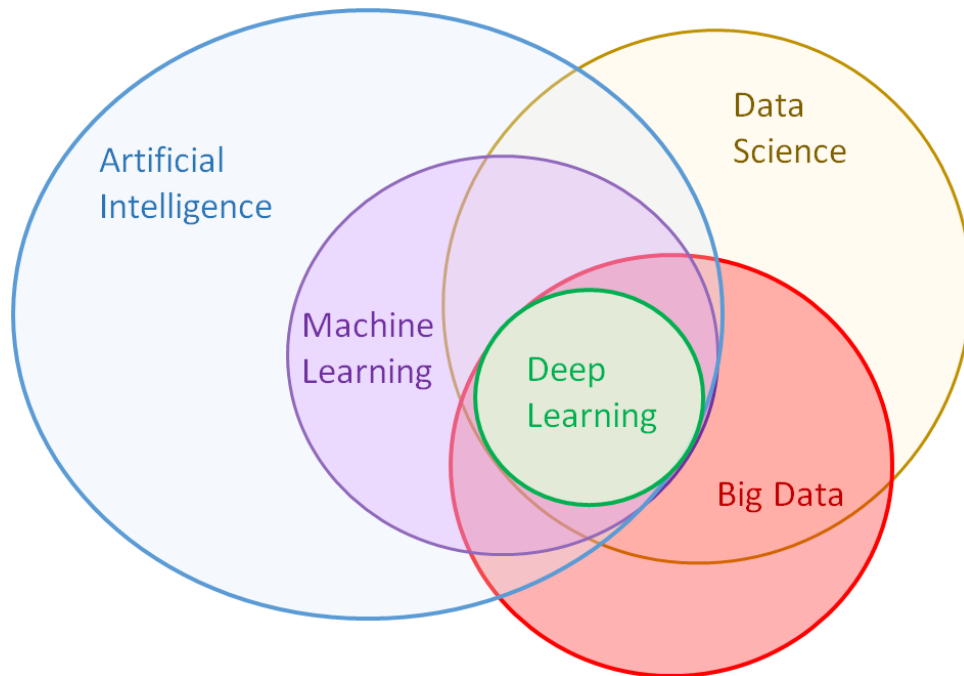 Artificial
Intelligence
Data
Science
Machine
Learning
Deep
Learning
Big Data